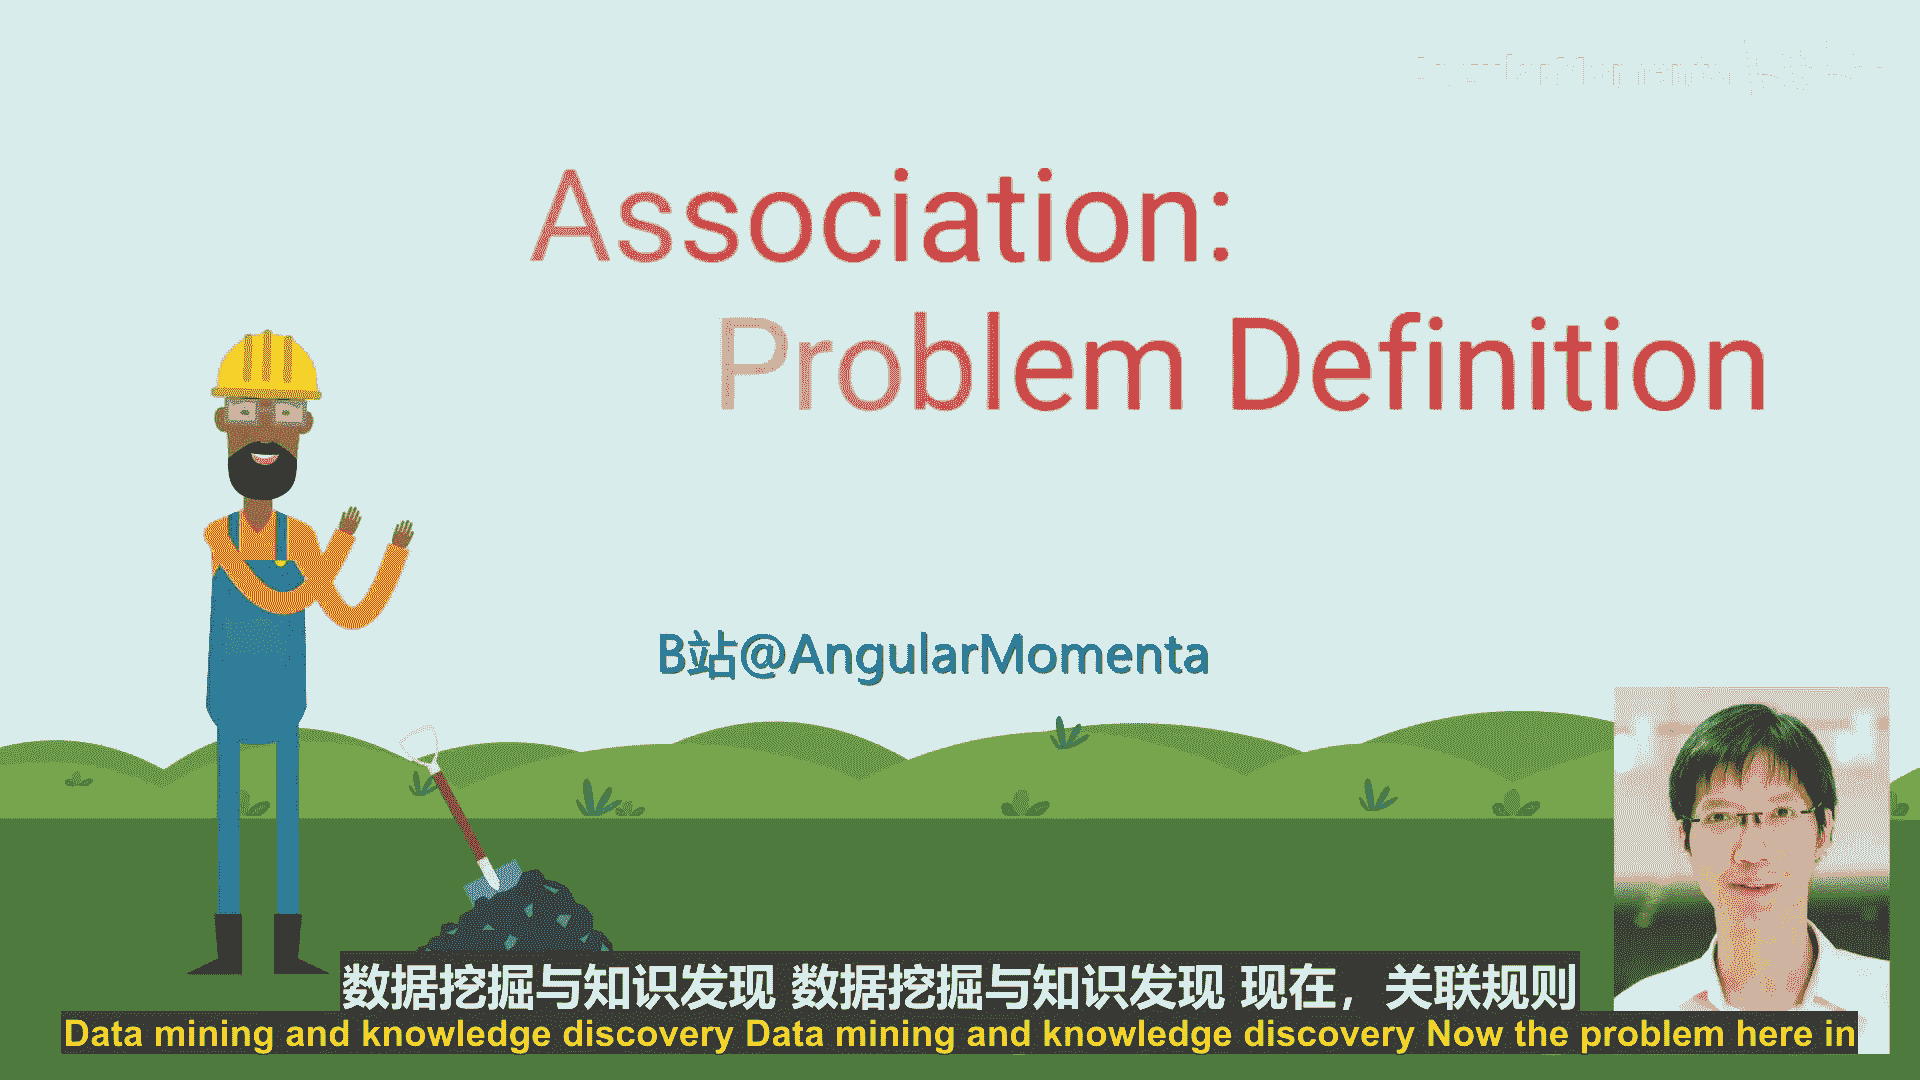 Association:
Problem Definition
B站@AngularMomenta
数据挖掘与知识发现 数据挖掘与知识发现 现在，关联规则
Data mining and knowledge discovery Data mining and knowledge discovery Now the problem here in